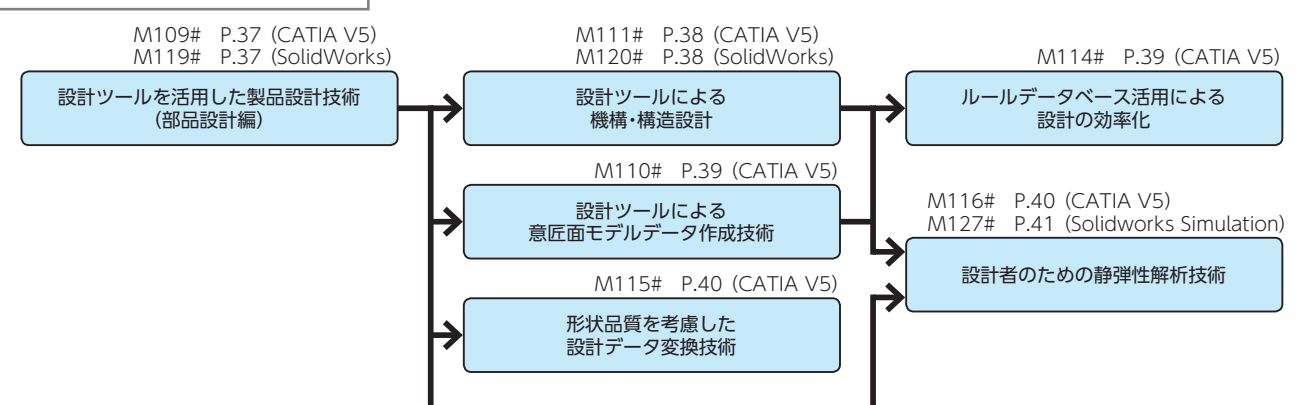 M109# P.37 (CATIA V5)
M119# P.37 (SolidWorks)
設計ツールを活用した製品設計技術
(部品設計編)
M111# P.38 (CATIA V5)
M120# P.38 (SolidWorks)
設計ツールによる
機構・構造設計
M114# P.39 (CATIA V5)
ルールデータベース活用による
設計の効率化
M110# P.39 (CATIA V5)
設計ツールによる
意匠面モデルデータ作成技術
M116# P.40 (CATIA V5)
M127# P.41 (Solidworks Simulation)
設計者のための静弾性解析技術
M115# P.40 (CATIA V5)
形状品質を考慮した
設計データ変換技術